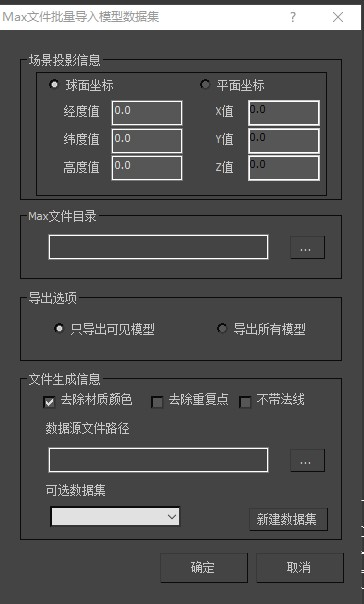 Max文件批量导入模型数据集 ? ×
场景投影信息
球面坐标 平面坐标
经度值 0.0 X值 0.0
纬度值 0.0 Y值 0.0
高度值 0.0 Z值 0.0
Max文件目录
...
导出选项
只导出可见模型 导出所有模型
文件生成信息
去除材质颜色 去除重复点 不带法线
数据源文件路径
...
可选数据集
新建数据集
确定 取消